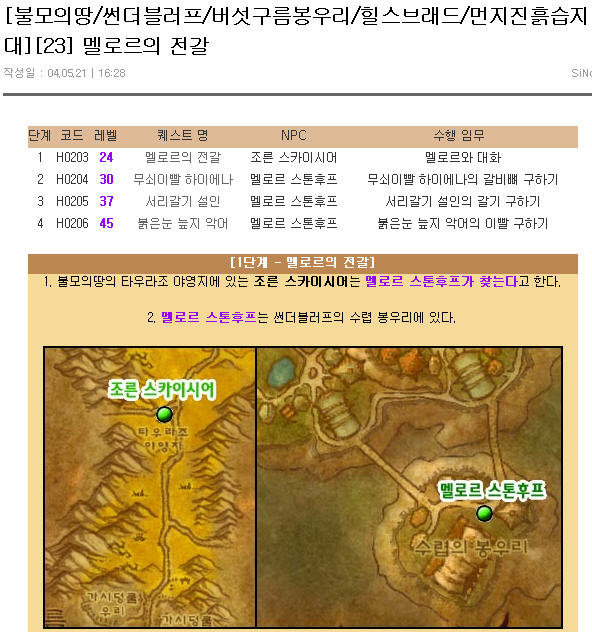 [불모의땅/썬더블러프/버섯구름봉우리/힐스브래드/먼지진흙습지
대][23] 멜로르의 전갈
작성일 : 04,05,21 | 16:28
단계 코드 레벨 퀘스트 명 NPC 수행 임무
1 H0203 24 멜로르의 전갈 조른 스카이시어 멜로르와 대화
2 H0204 30 무쇠이빨 하이에나 멜로르 스톤후프 무쇠이빨 하이에나의 갈비뼈 구하기
3 H0205 37 서리갈기 설인 멜로르 스톤후프 서리갈기 설인의 갈기 구하기
4 H0206 45 붉은눈 늪지 악어 멜로르 스톤후프 붉은눈 늪지 악어의 이빨 구하기
[1단계 - 멜로르의 전갈]
1. 불모의땅의 타우라조 야영지에 있는 조른 스카이시어는 멜로르 스톤후프가 찾는다고 한다.
2. 멜로르 스톤후프는 썬더블러프의 수렵 봉우리에 있다.
조른 스카이시어
타우라조
야영지
가시덩쿨
우리
가시덩쿨
멜로르 스톤후프
수렵의 봉우리